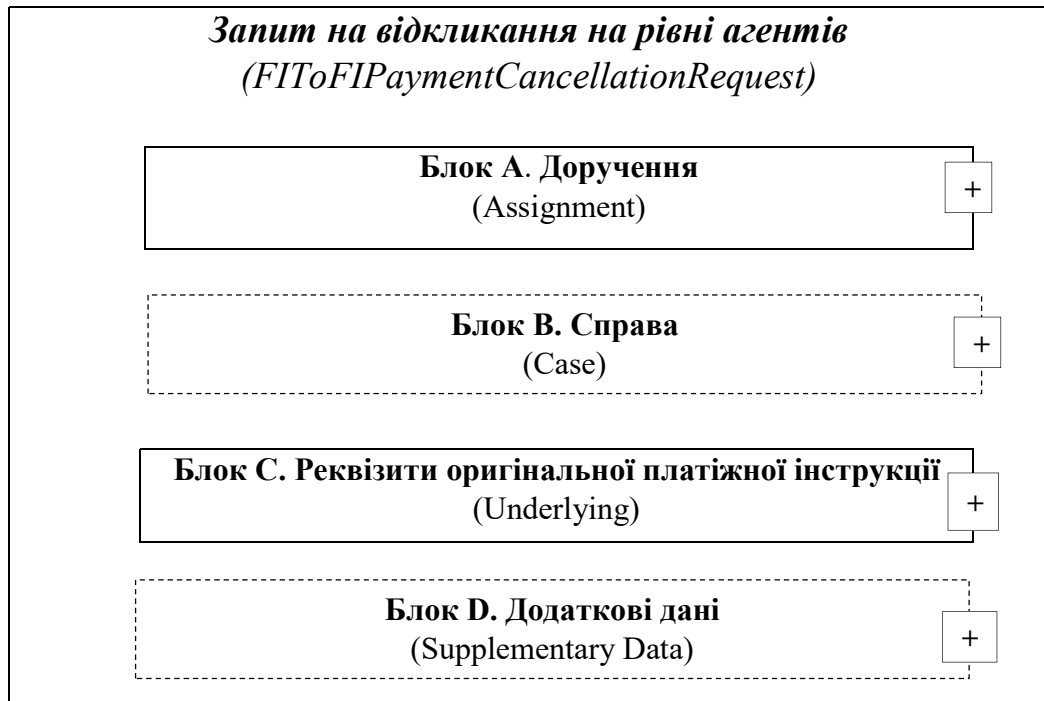 Запит на відкликання на рівні агентів
(FIToFIPaymentCancellationRequest)
Блок A. Доручення
(Assignment)
+
Блок B. Справа
(Case)
+
Блок C. Реквізити оригінальної платіжної інструкції
(Underlying)
+
Блок D. Додаткові дані
(Supplementary Data)
+